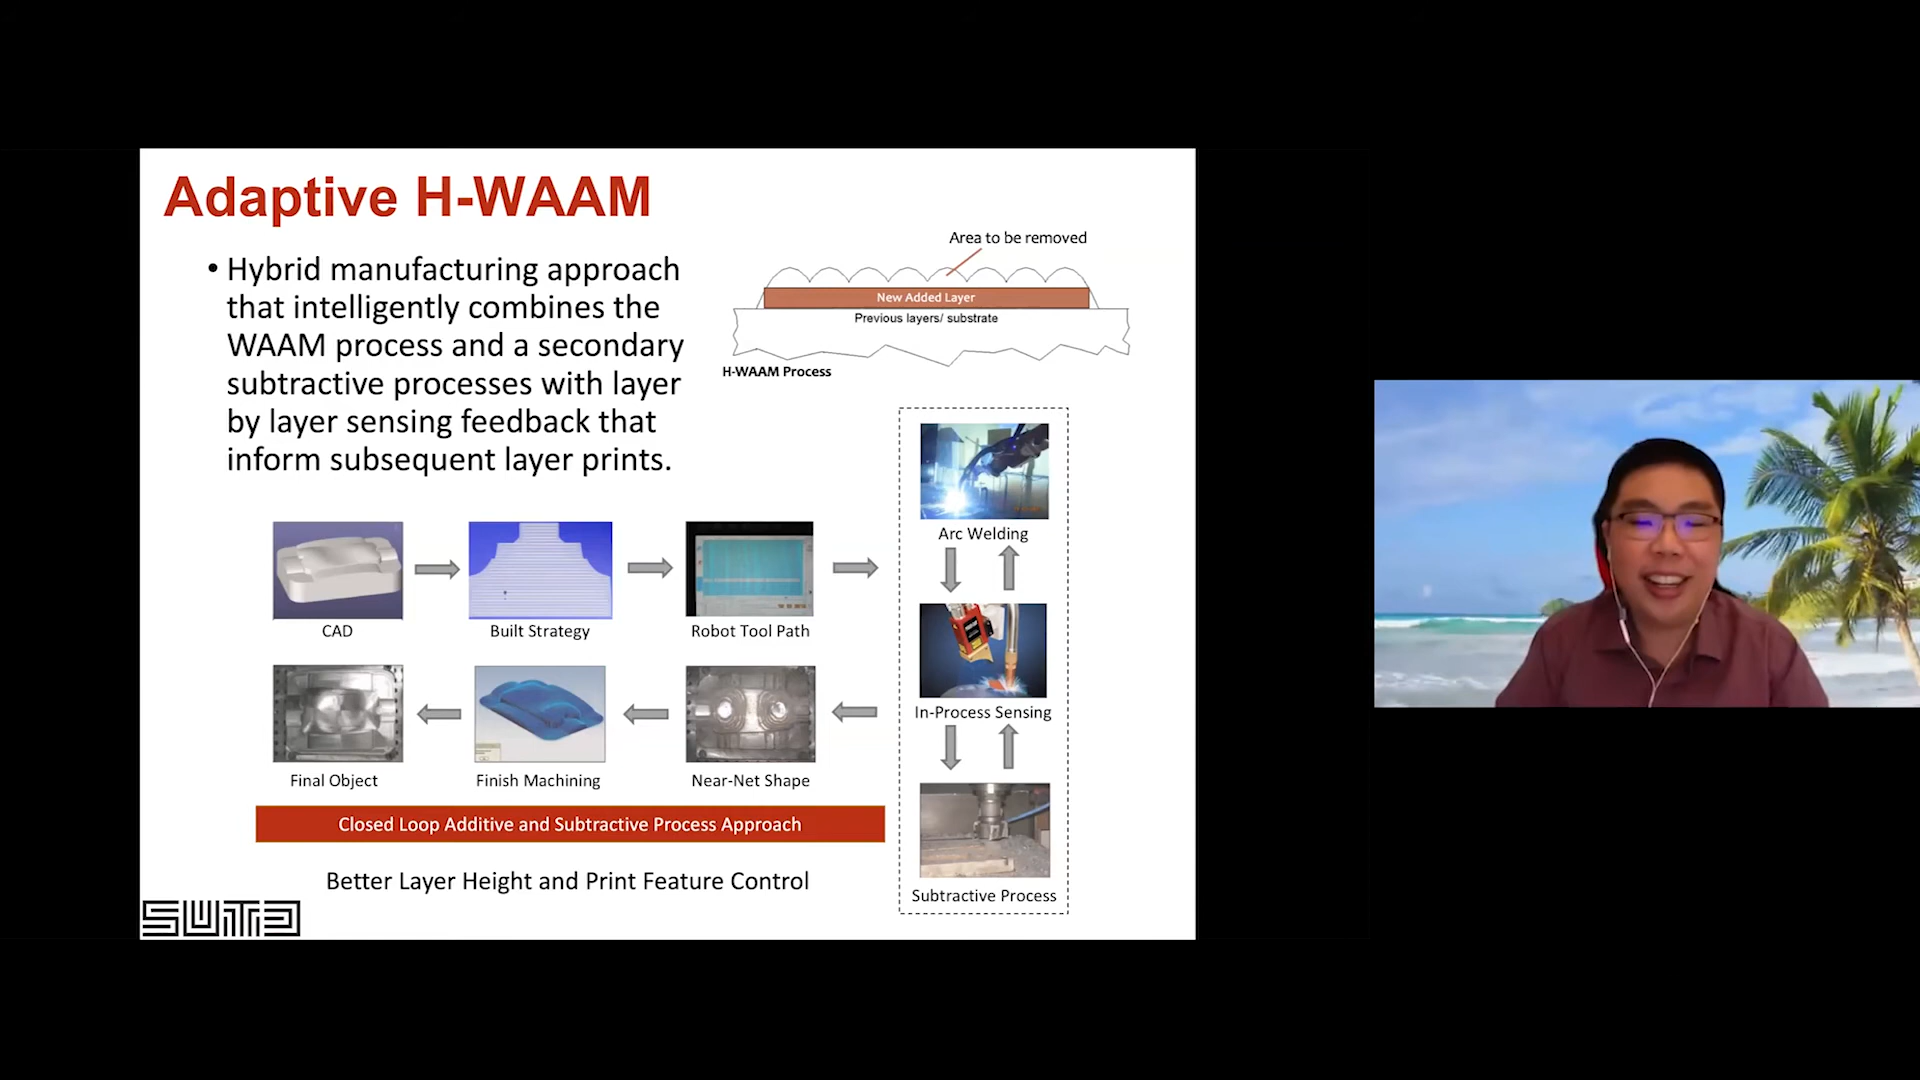 Adaptive H-WAAM
• Hybrid manufacturing approach
that intelligently combines the
WAAM process and a secondary
subtractive processes with layer
by layer sensing feedback that
inform subsequent layer prints.
Area to be removed
New Added Layer
Previous layers/ substrate
H-WAAM Process
CAD
Built Strategy
Robot Tool Path
Arc Welding
In-Process Sensing
Subtractive Process
Near-Net Shape
Finish Machining
Final Object
Closed Loop Additive and Subtractive Process Approach
Better Layer Height and Print Feature Control
SUTD